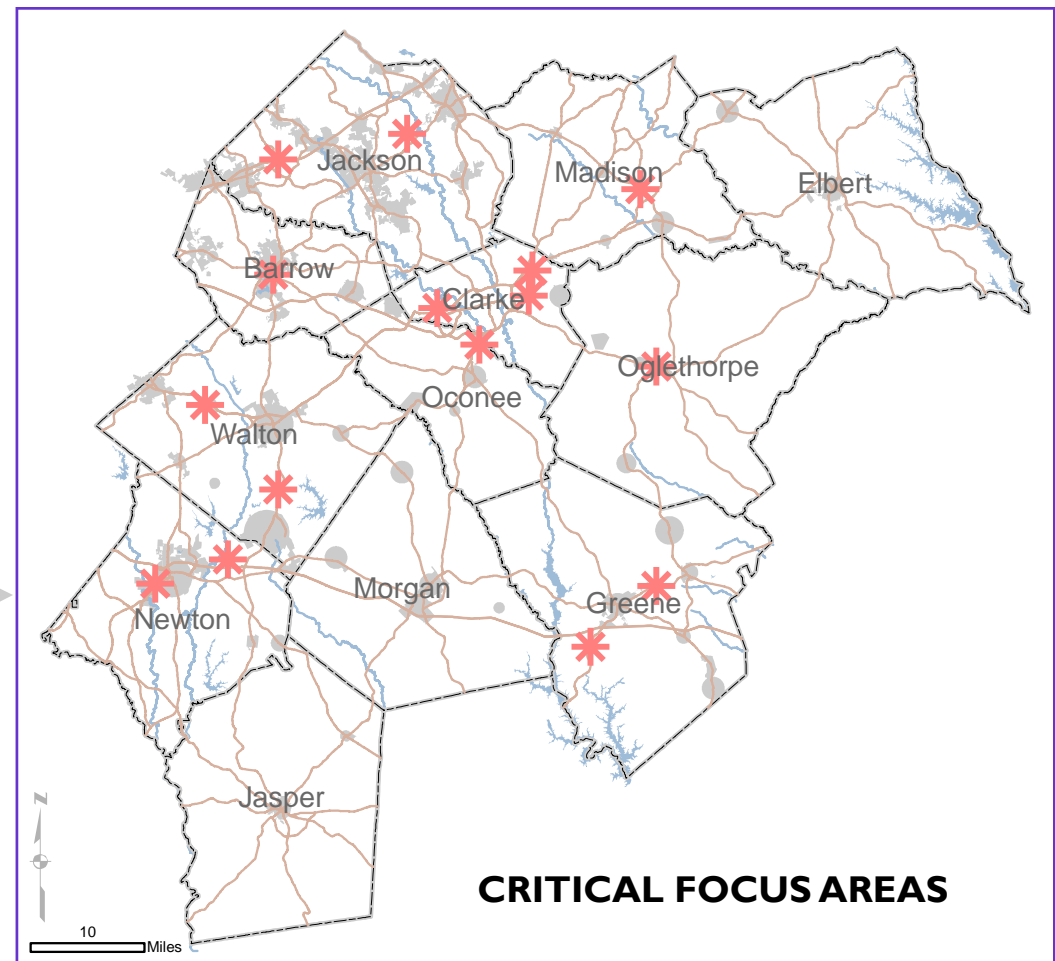 Jackson
Madison
Elbert
Barrow
Clarke
Oglethorpe
Oconee
Walton
Morgan
Greene
Newton
Jasper
N
CRITICAL FOCUS AREAS
10
Miles